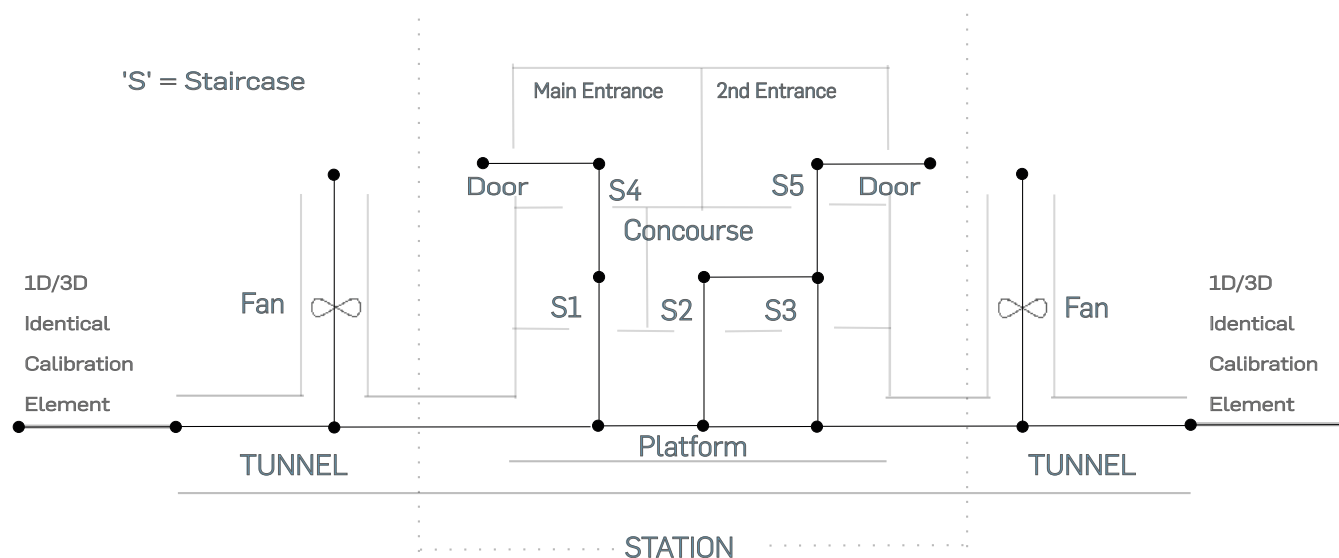 'S' = Staircase
Main Entrance
2nd Entrance
Door
S4
S5
Door
Concourse
1D/3D
Identical
Calibration
Element
Fan
S1
S2
S3
Fan
1D/3D
Identical
Calibration
Element
Platform
TUNNEL
TUNNEL
STATION